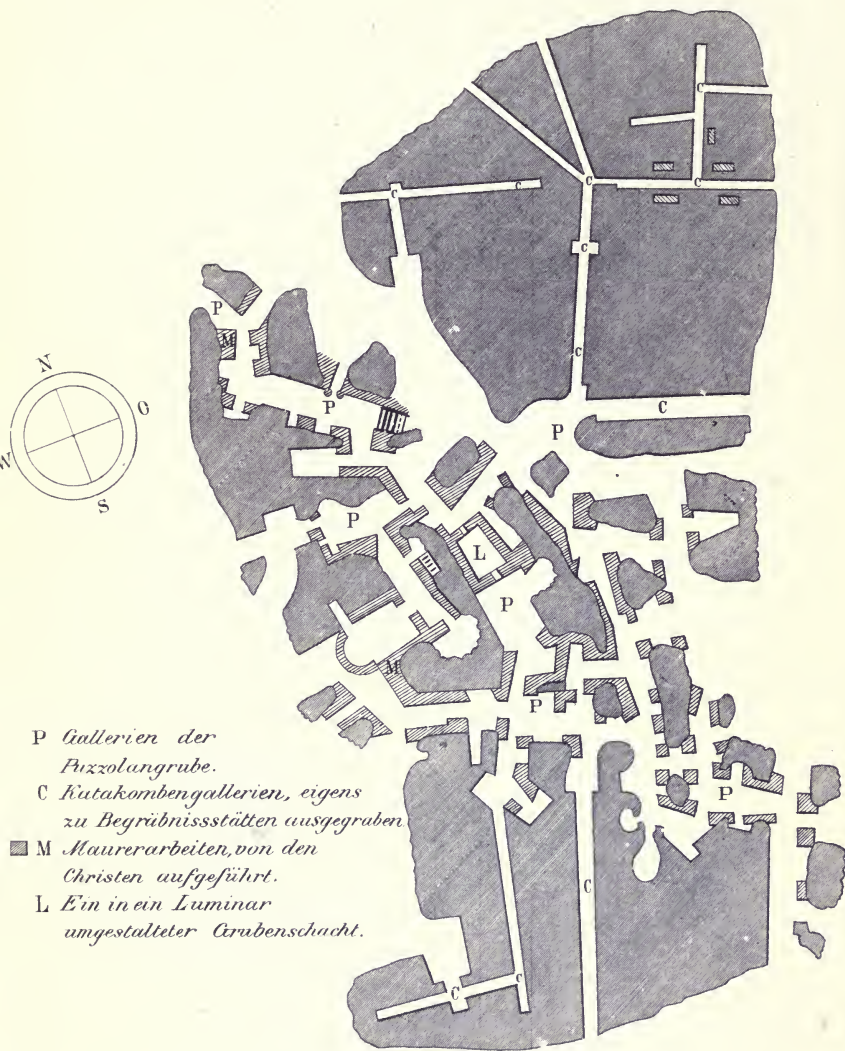 C
C
C
C
C
C
C
C
C
P
M
P
P
P
L
P
M
P
P
C
C
C
N
O
W
S
P Gallerien der
Puzzolangrube.
C Katakombengallerien, eigens
zu Begräbnissstätten ausgegraben
M Maurerarbeiten, von den
Christen aufgeführt.
L Ein in ein Luminar
umgestalteter Grubenschacht.